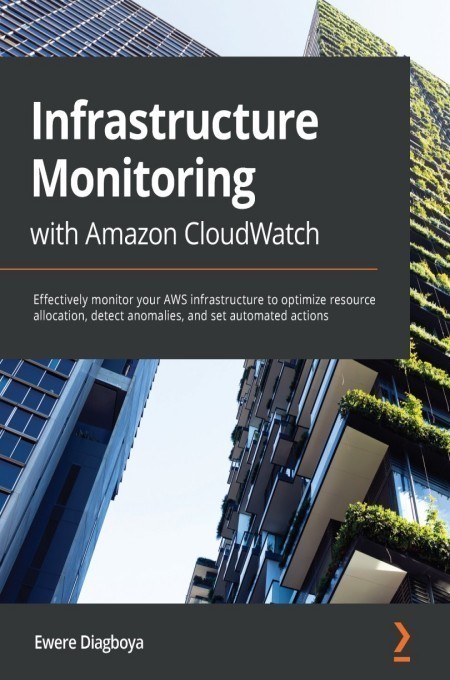 Infrastructure
Monitoring
with Amazon CloudWatch
Effectively monitor your AWS infrastructure to optimize resource
allocation, detect anomalies, and set automated actions
Ewere Diagboya